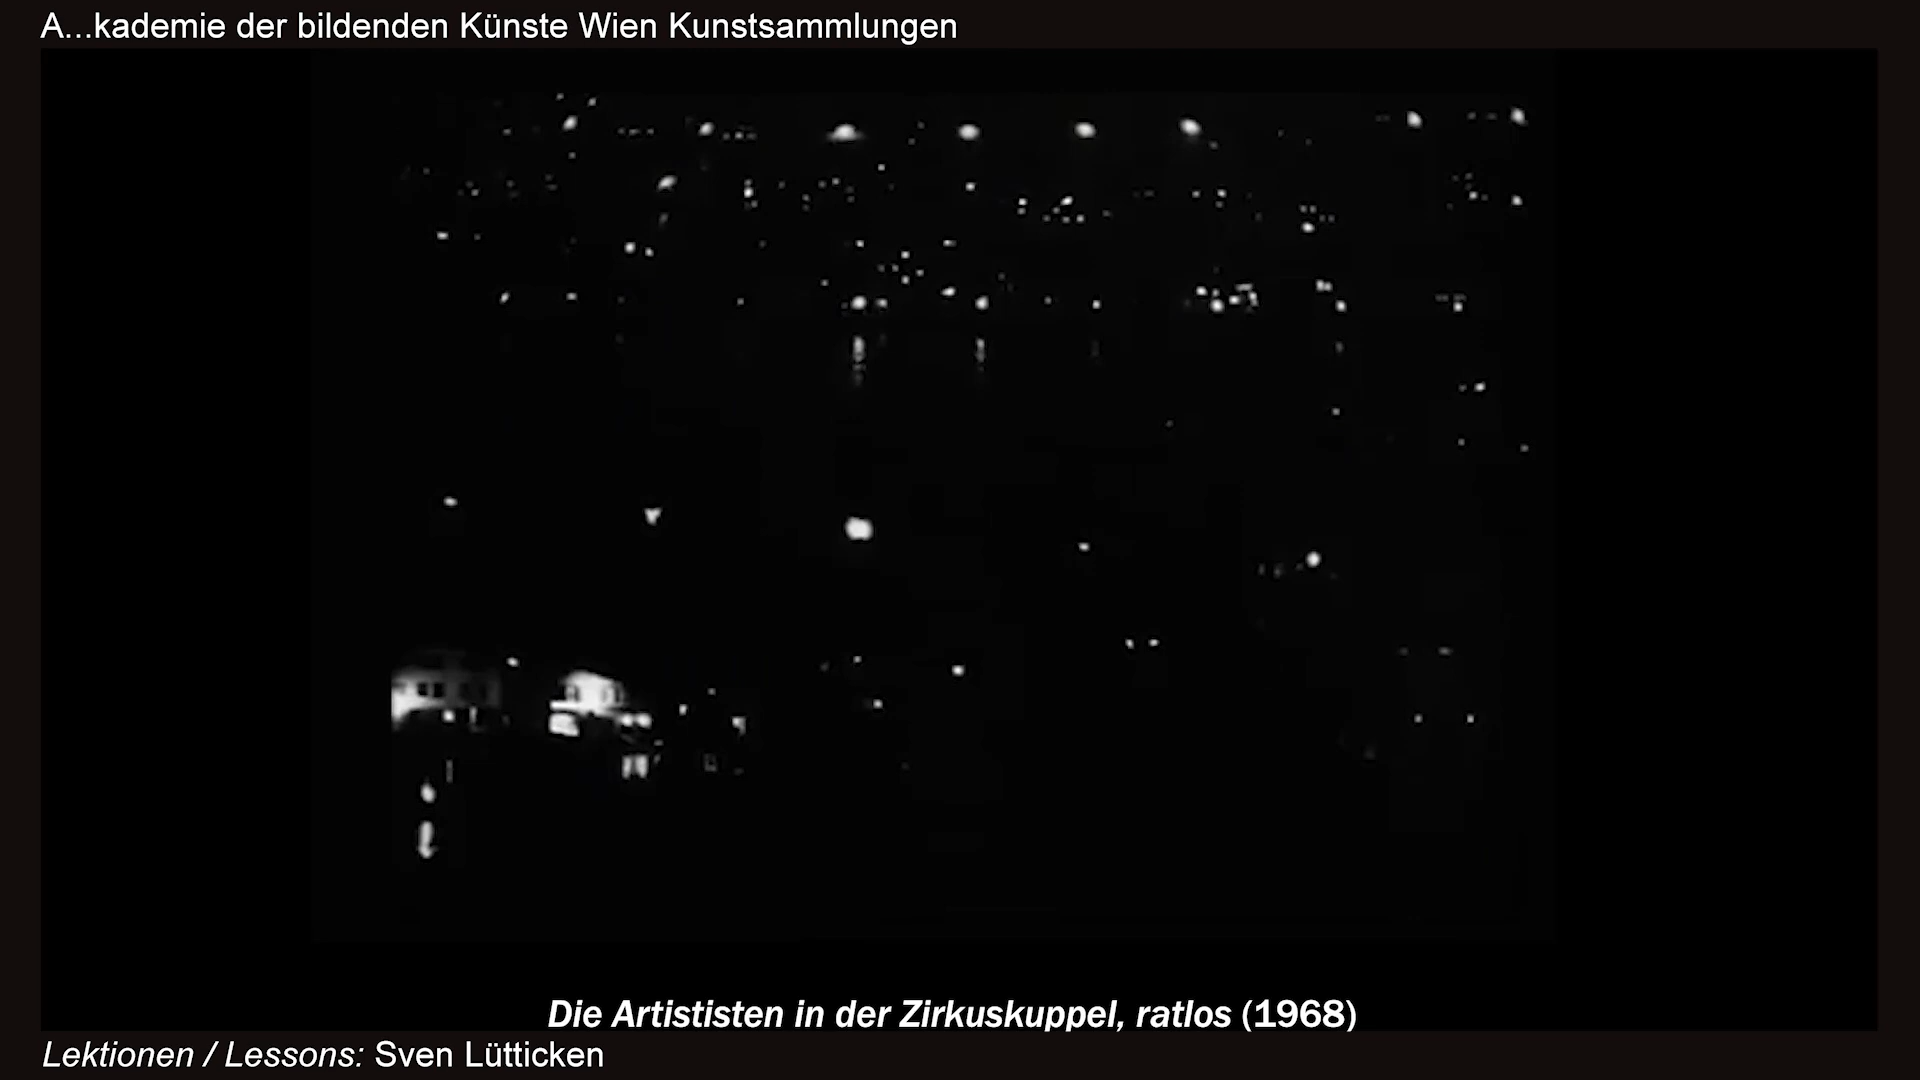 A...kademie der bildenden Künste Wien Kunstsammlungen
Die Artististen in der Zirkuskuppel, ratlos (1968)
Lektionen / Lessons: Sven Lütticken